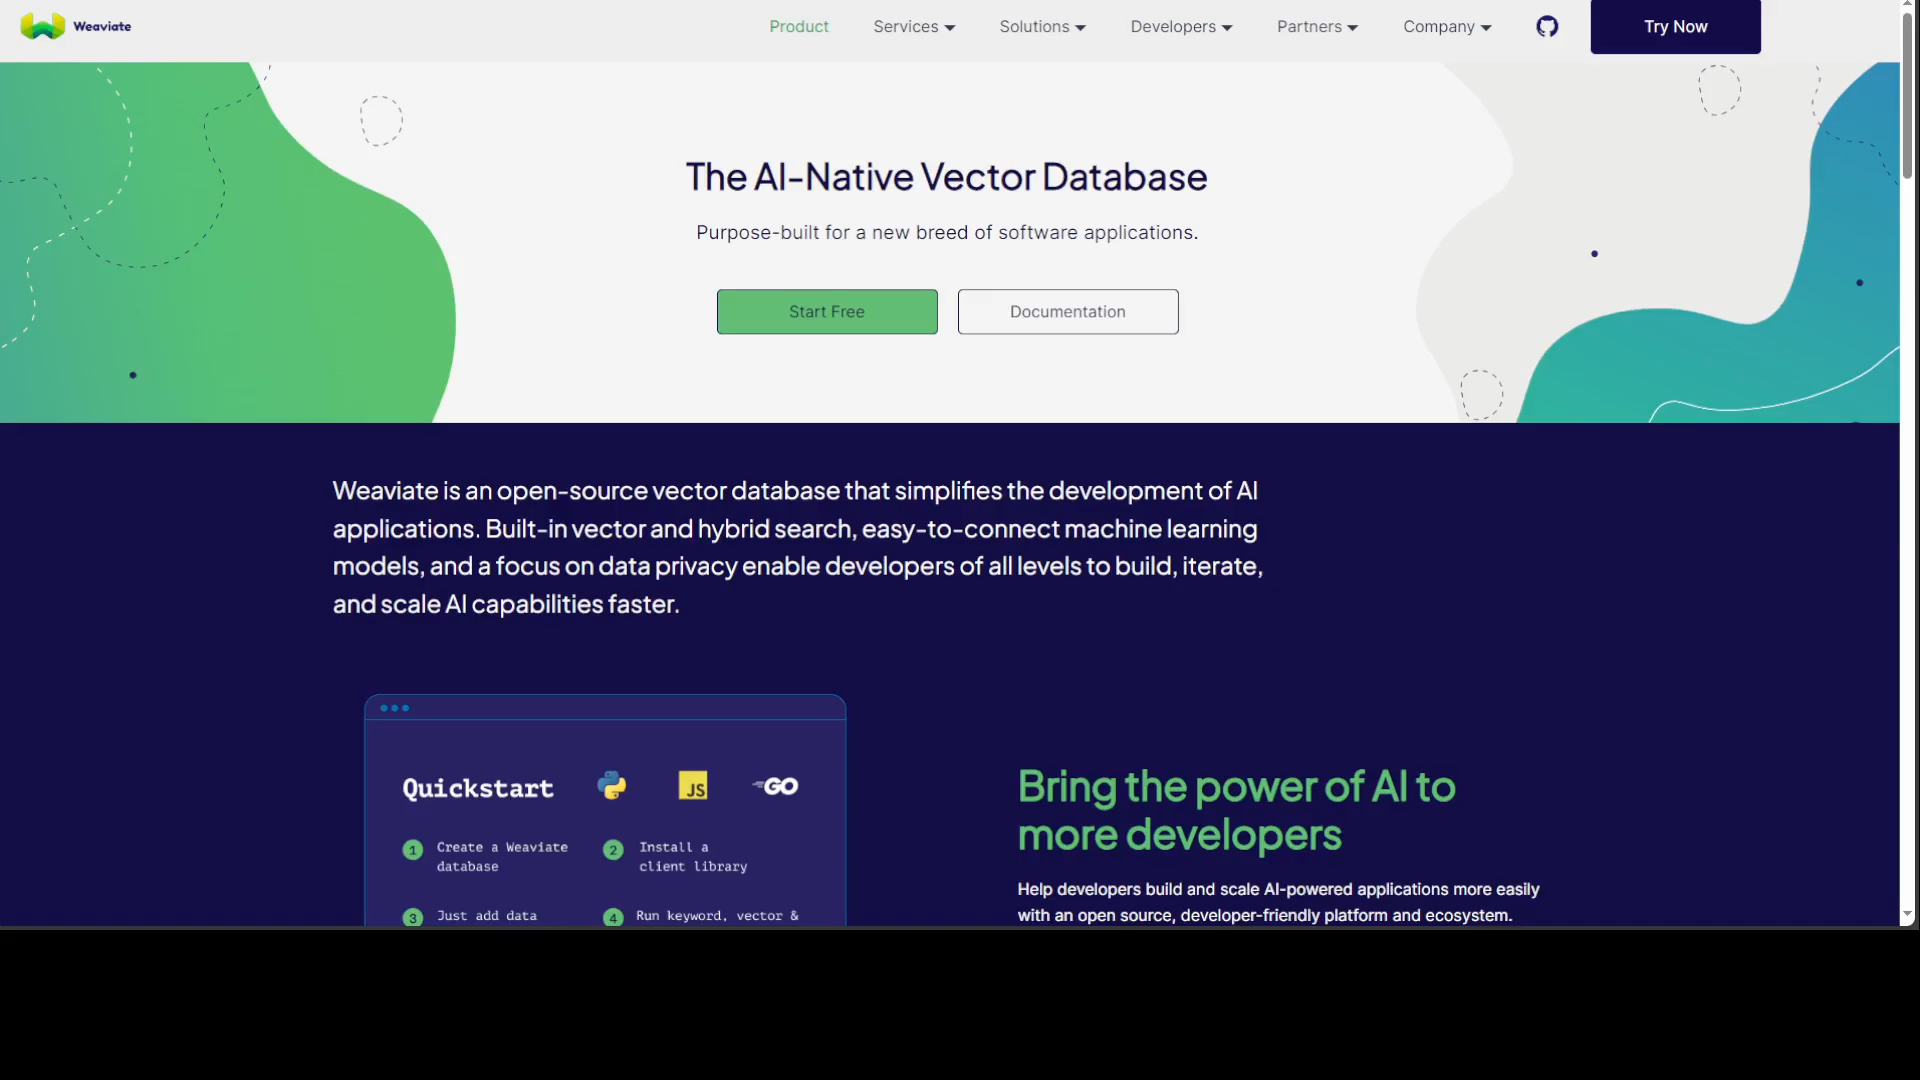 Weaviate
Product Services Solutions Developers Partners Company Try Now
The AI-Native Vector Database
Purpose-built for a new breed of software applications.
Start Free Documentation
Weaviate is an open-source vector database that simplifies the development of AI
applications. Built-in vector and hybrid search, easy-to-connect machine learning
models, and a focus on data privacy enable developers of all levels to build, iterate,
and scale AI capabilities faster.
Quickstart JS GO
1 Create a Weaviate
database
2 Install a
client library
3 Just add data
4 Run keyword, vector &
Bring the power of AI to
more developers
Help developers build and scale AI-powered applications more easily
with an open source, developer-friendly platform and ecosystem.